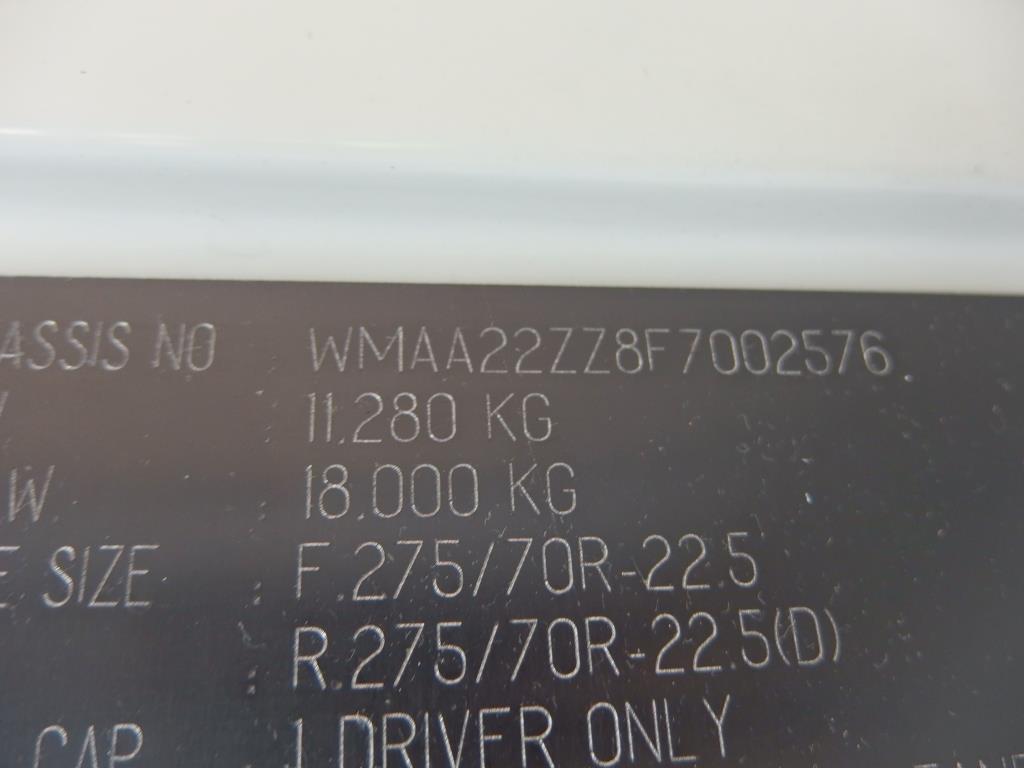 ASSIS NO WMAA22ZZ8F7002576
11.280 KG
W : 18.000 KG
E SIZE : F.275/70R-22.5
: R.275/70R-22.5(D)
CAP 1 DRIVER ONLY